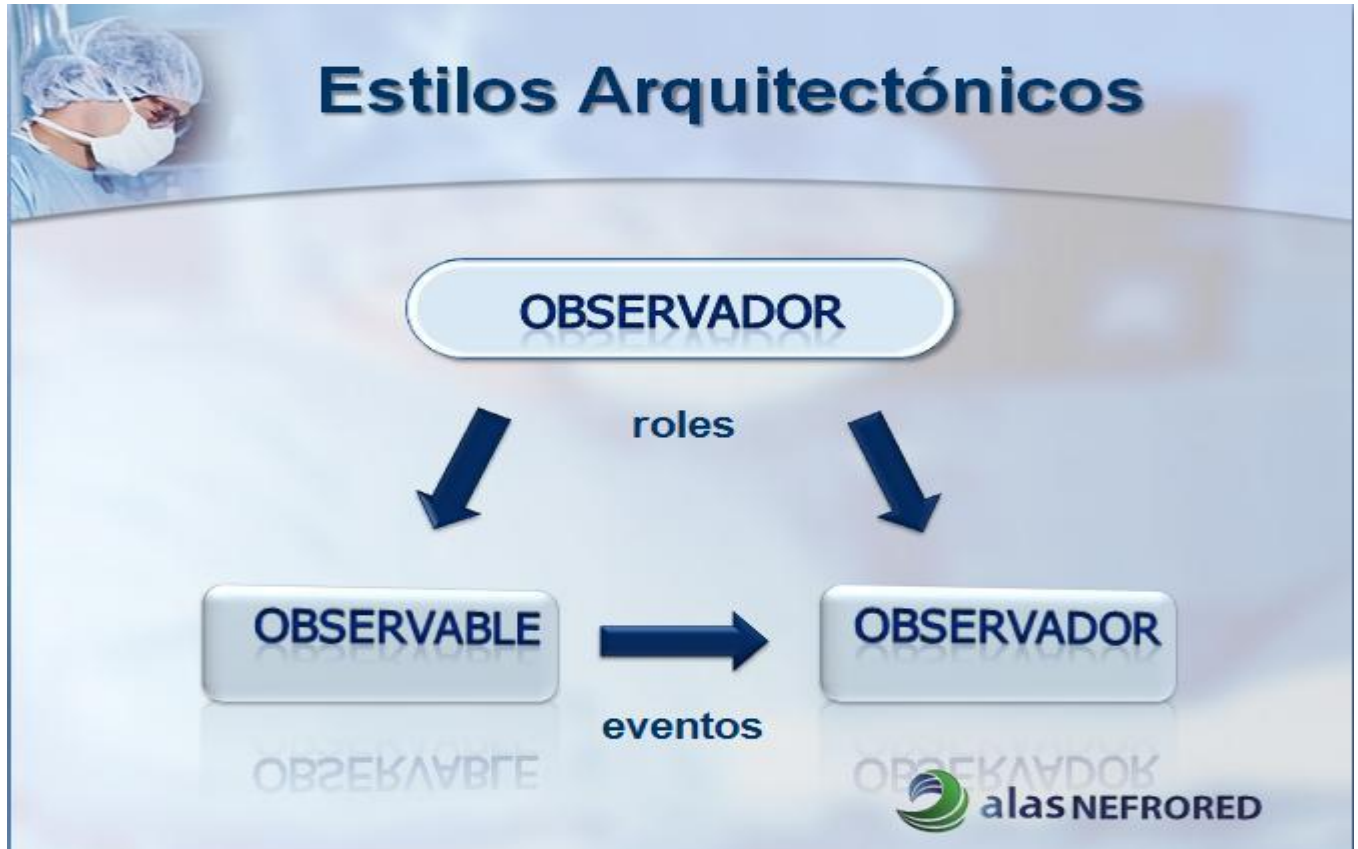 Estilos Arquitectónicos
OBSERVADOR
roles
OBSERVABLE
OBSERVADOR
eventos
alas NEFRORED